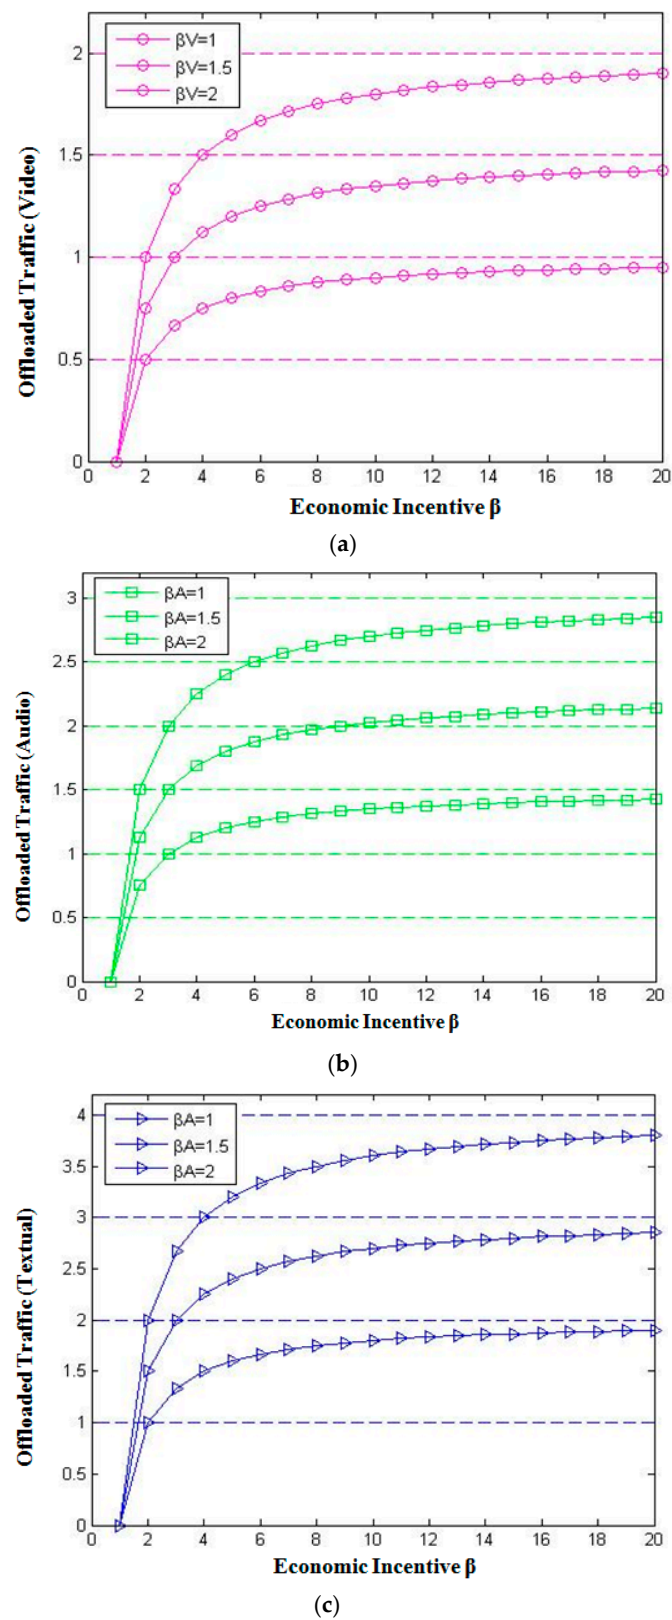 2
1.5
1
0.5
0
βV=1
βV=1.5
βV=2
Offloaded Traffic (Video)
0 2 4 6 8 10 12 14 16 18 20
Economic Incentive β
(a)
3
2.5
2
1.5
1
0.5
0
βA=1
βA=1.5
βA=2
Offloaded Traffic (Audio)
0 2 4 6 8 10 12 14 16 18 20
Economic Incentive β
(b)
4
3.5
3
2.5
2
1.5
1
0.5
0
βA=1
βA=1.5
βA=2
Offloaded Traffic (Textual)
0 2 4 6 8 10 12 14 16 18 20
Economic Incentive β
(c)